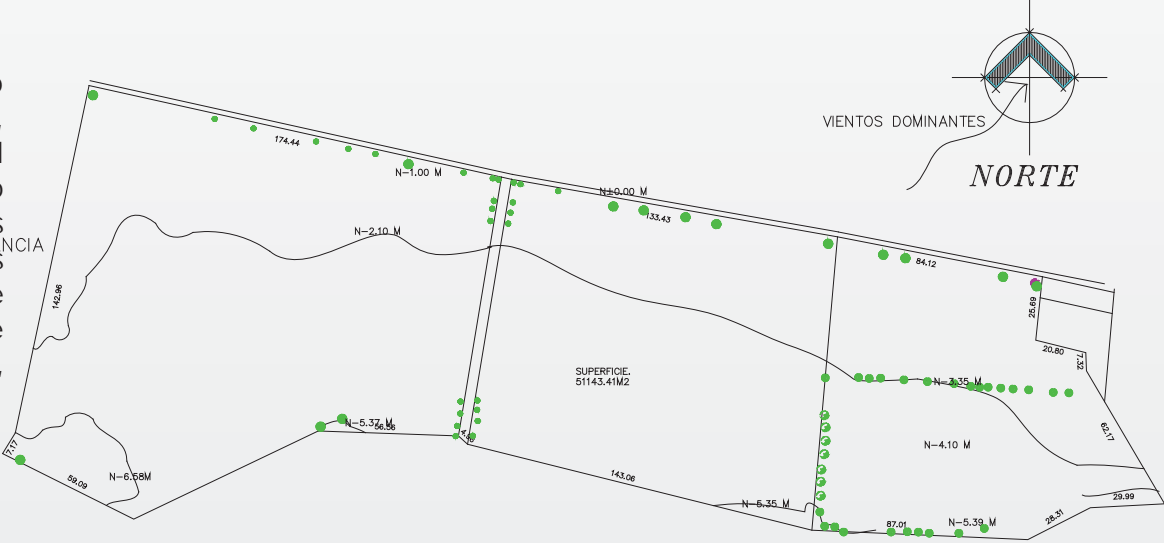 VIENTOS DOMINANTES
NORTE
174.44
N-1.00 M
N±0.00 M
133.43
NCIA
N-2.10 M
84.12
142.96
25.69
20.80
7.32
SUPERFICIE.
51143.41M2
N-3.35 M
N-5.37 M
56.56
62.17
N-4.10 M
7.17
59.09
N-6.58M
143.06
N-5.35 M
87.01
N-5.39 M
28.31
29.99